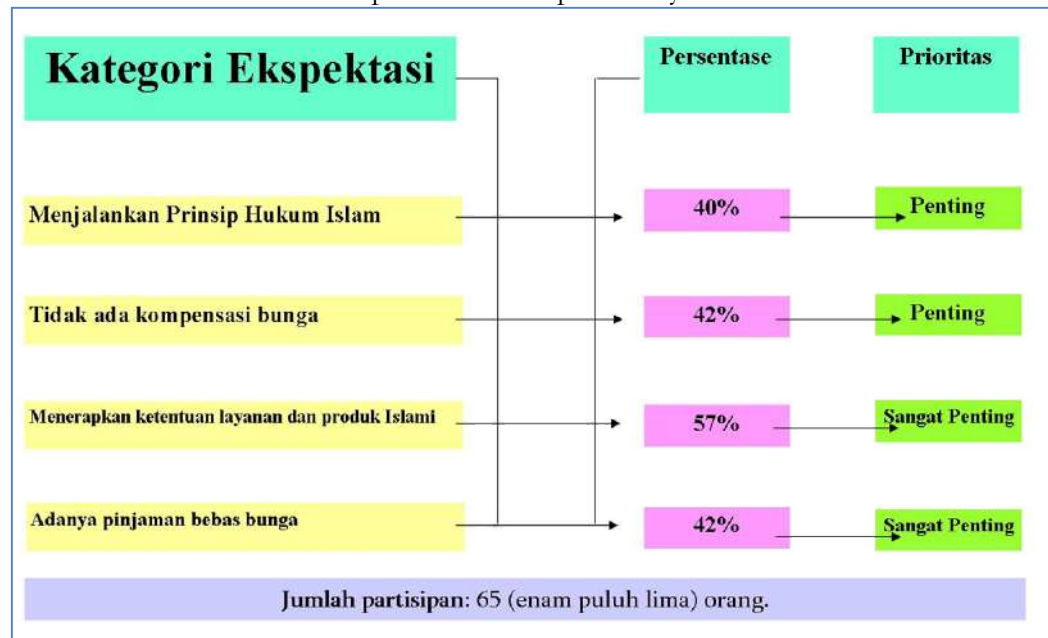 Kategori Ekspektasi
Persentase
Prioritas
Menjalankan Prinsip Hukum Islam
40%
Penting
Tidak ada kompensasi bunga
42%
Penting
Menerapkan ketentuan layanan dan produk Islami
57%
Sangat Penting
Adanya pinjaman bebas bunga
42%
Sangat Penting
Jumlah partisipan: 65 (enam puluh lima) orang.